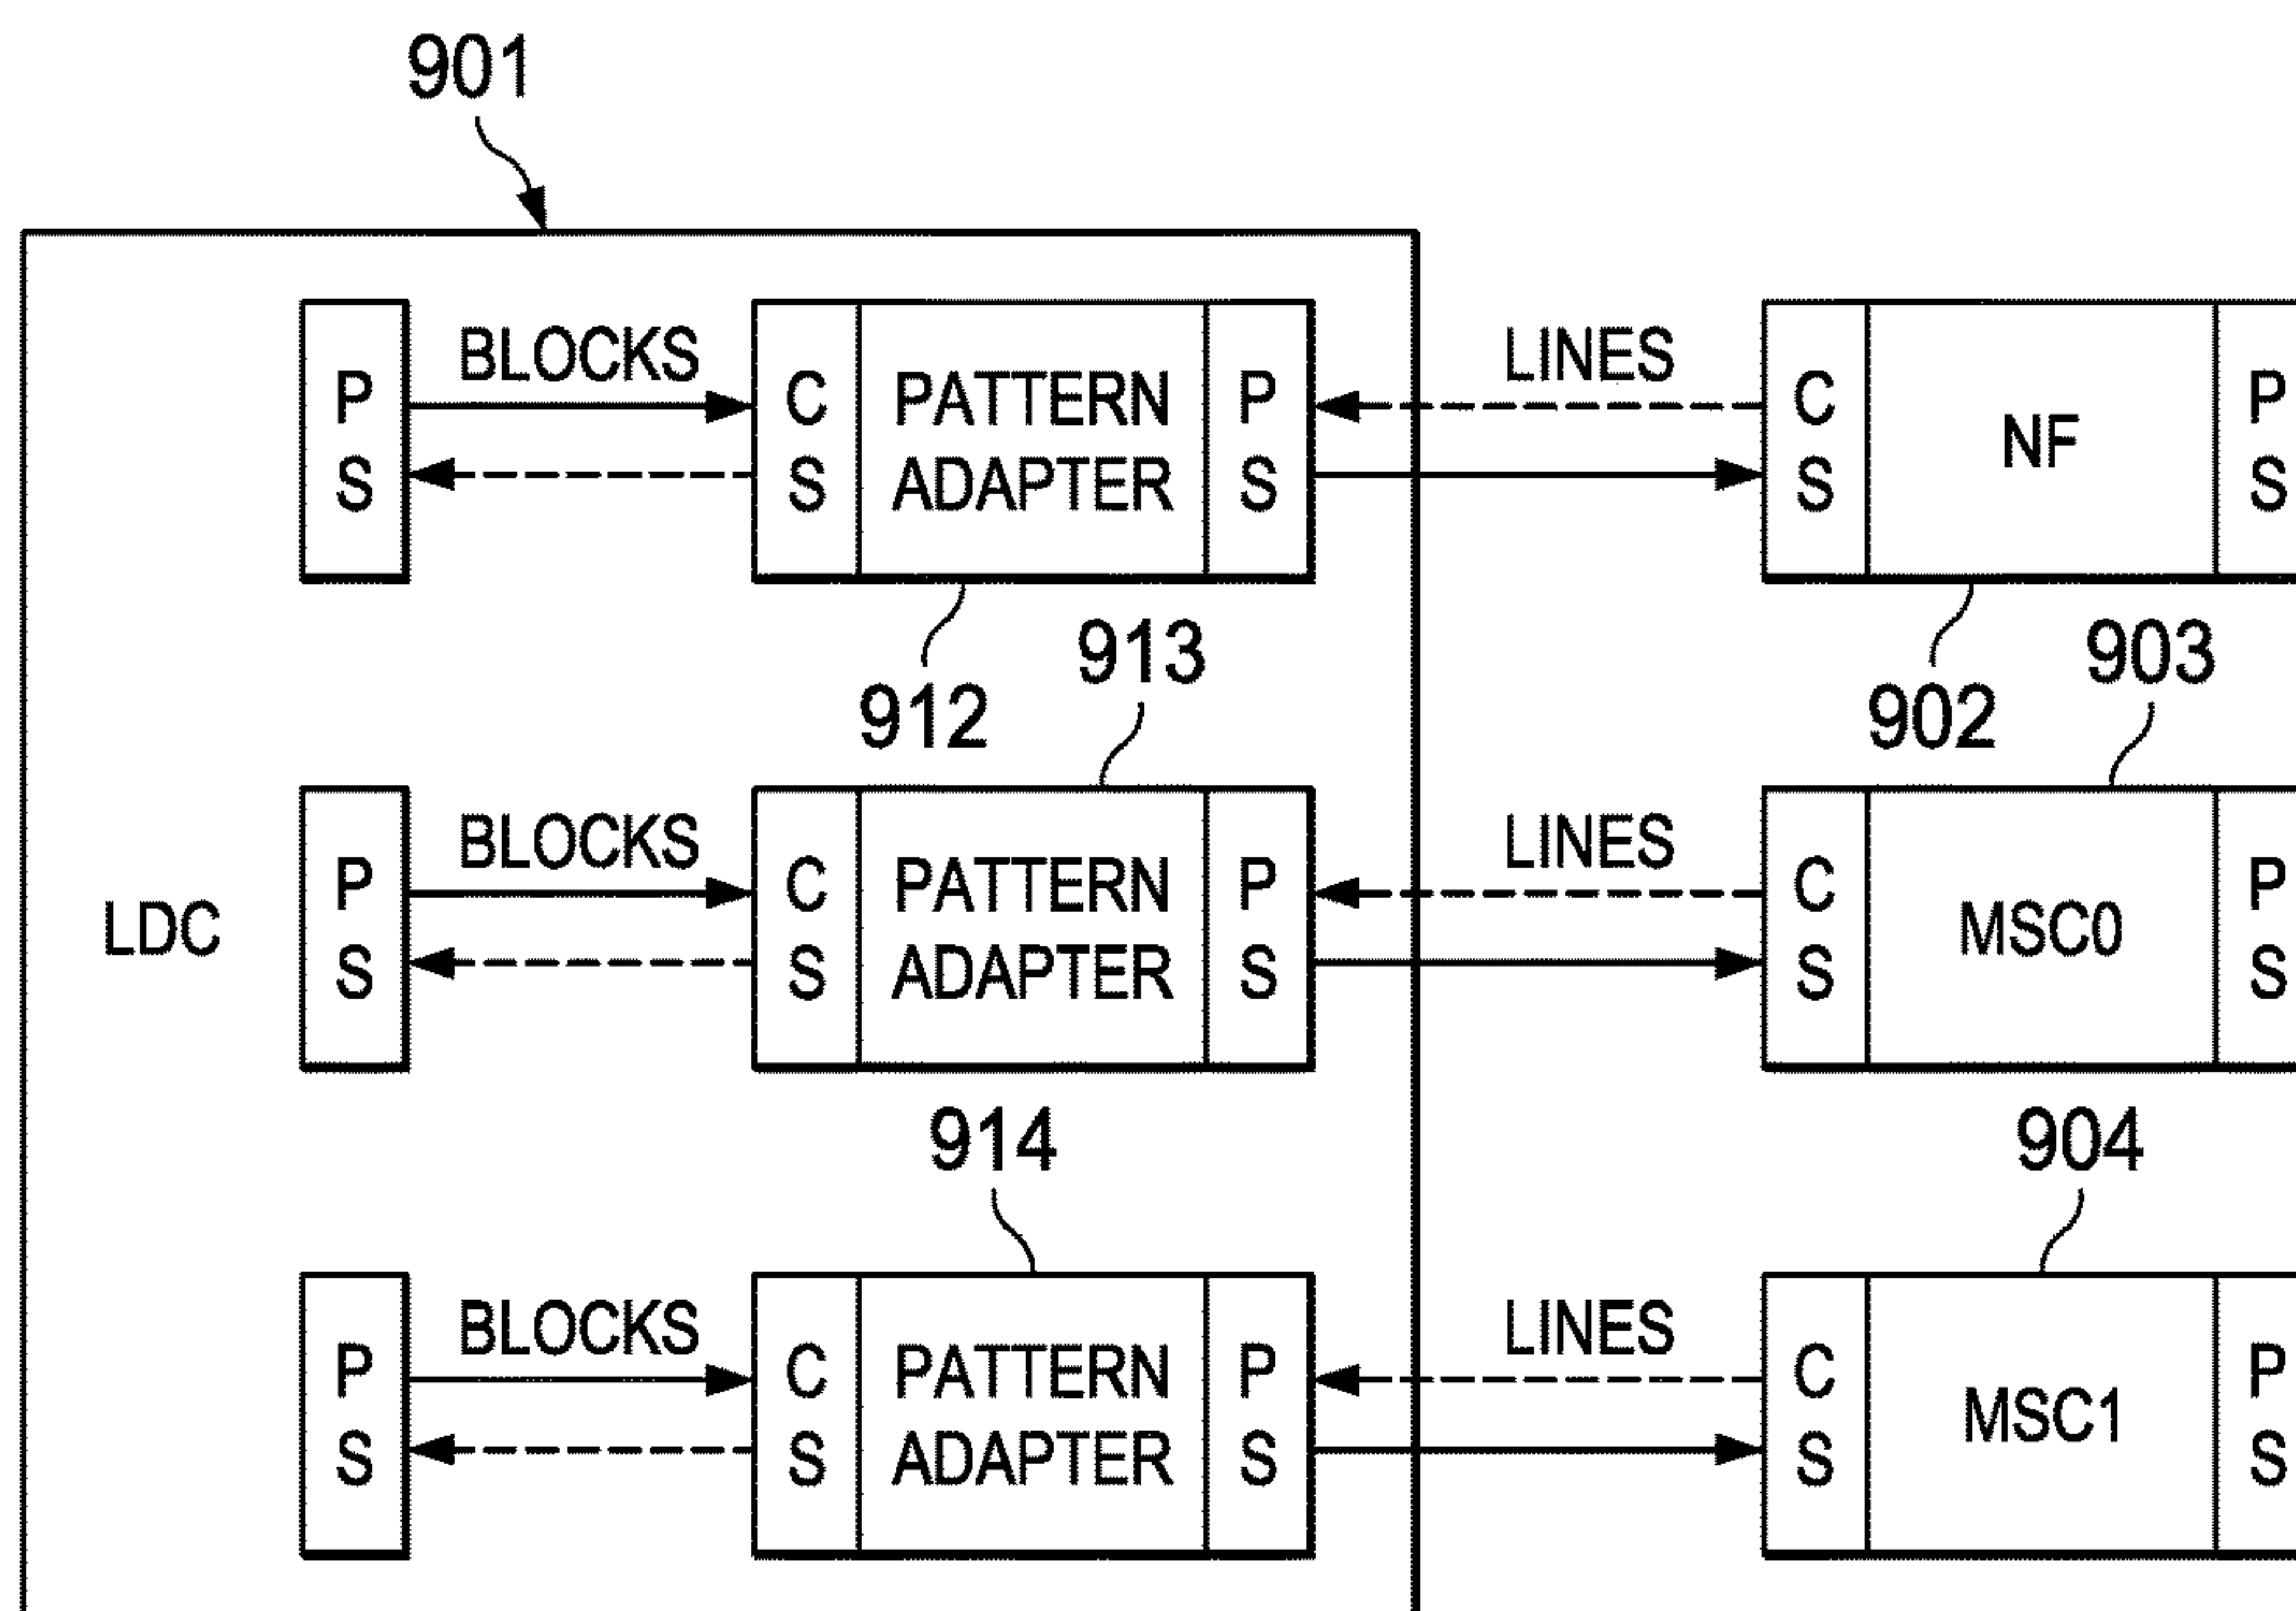 901
BLOCKS
LINES
P
S
C
S
PATTERN
ADAPTER
P
S
C
S
NF
P
S
912
913
902
903
BLOCKS
LINES
LDC
P
S
C
S
PATTERN
ADAPTER
P
S
C
S
MSC0
P
S
914
904
BLOCKS
LINES
P
S
C
S
PATTERN
ADAPTER
P
S
C
S
MSC1
P
S